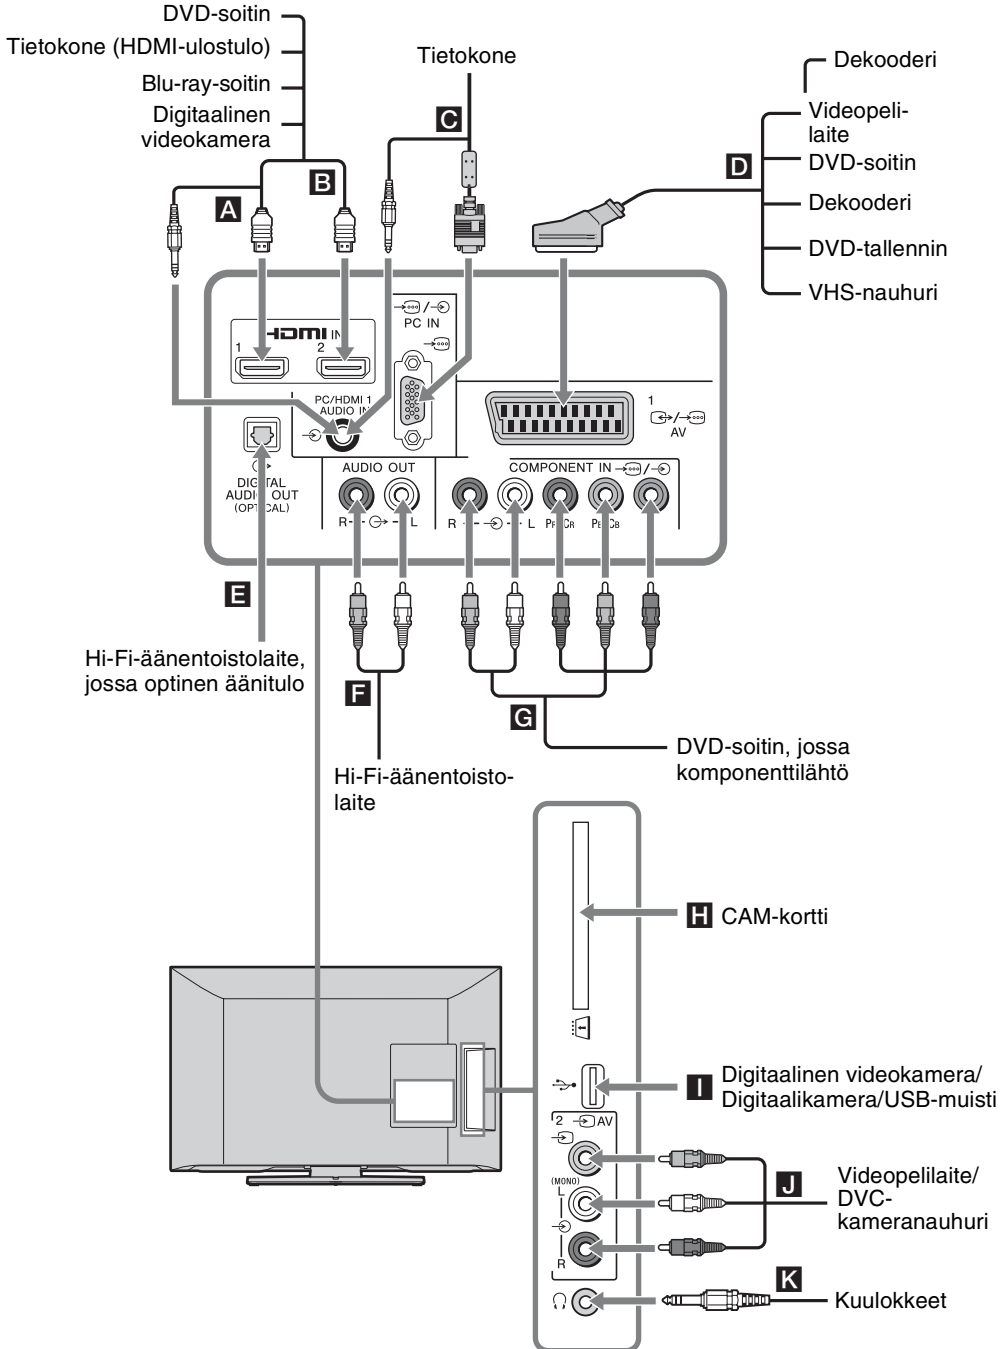 DVD-soitin
Tietokone (HDMI-ulostulo)
Blu-ray-soitin
Digitaalinen
videokamera
Tietokone
Dekooderi
Videopeli-
laite
DVD-soitin
Dekooderi
DVD-tallennin
VHS-nauhuri
A
B
C
D
HDMI IN
1
2
PC IN
PC/HDMI 1
AUDIO IN
1
AV
DIGITAL
AUDIO OUT
(OPTICAL)
AUDIO OUT
R
L
COMPONENT IN
R
L
PR/CR
PB/CB
E
Hi-Fi-äänentoistolaite,
jossa optinen äänitulo
F
Hi-Fi-äänentoisto-
laite
G
DVD-soitin, jossa
komponenttilähtö
H CAM-kortti
I Digitaalinen videokamera/
Digitaalikamera/USB-muisti
2 AV
(MONO)
L
R
J
Videopelilaite/
DVC-
kameranauhuri
K
Kuulokkeet